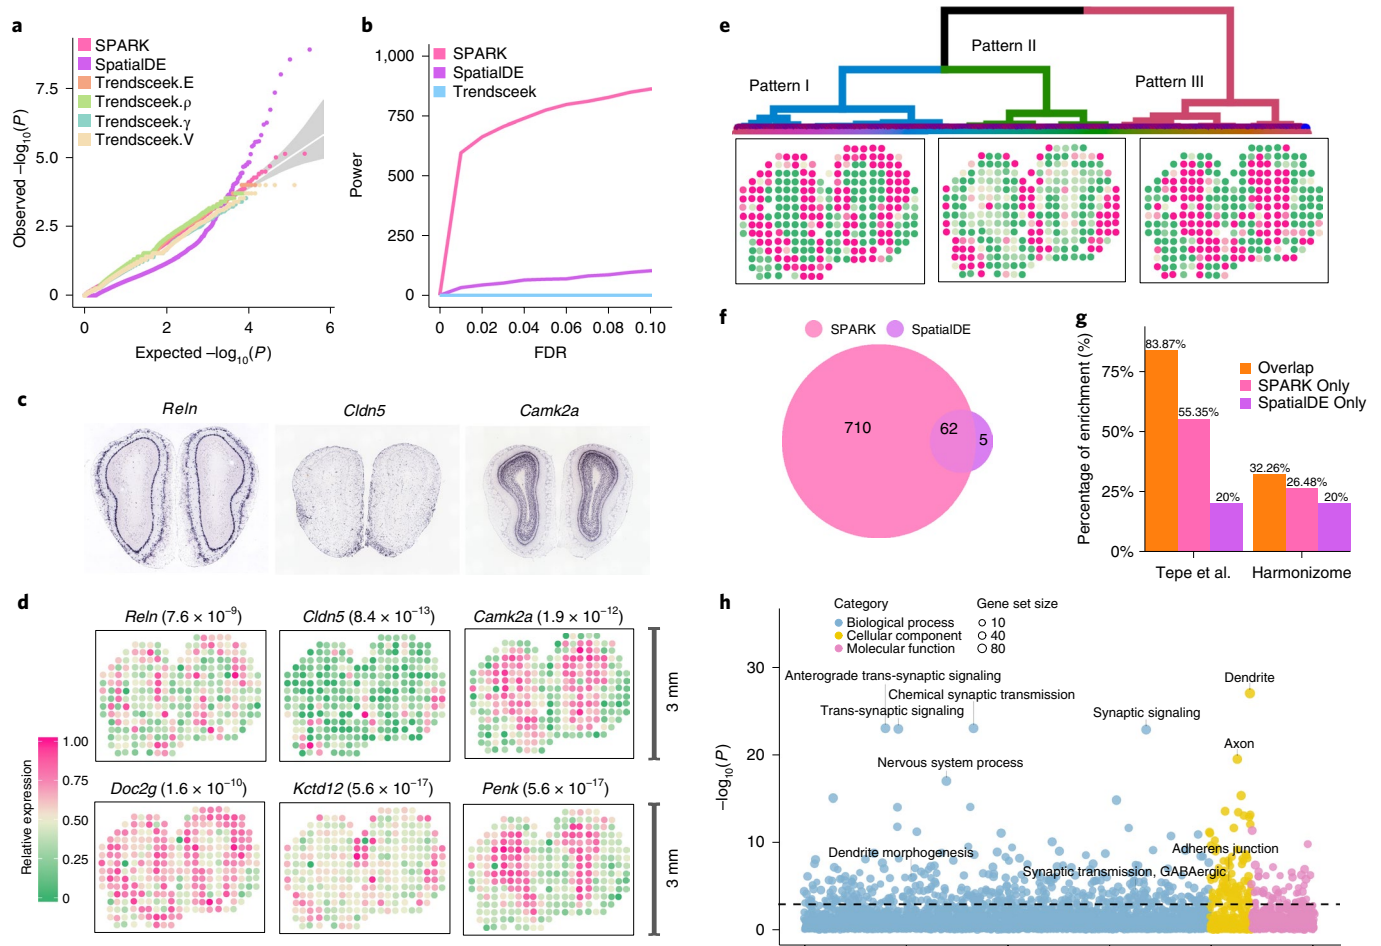 a
SPARK
SpatialDE
Trendsceek.E
Trendsceek.ρ
Trendsceek.γ
Trendsceek.V
Observed –log10(P)
7.5
5.0
2.5
0
0 2 4 6
Expected –log10(P)
b
SPARK
SpatialDE
Trendsceek
Power
1,000
750
500
250
0
0 0.02 0.04 0.06 0.08 0.10
FDR
c
Reln Cldn5 Camk2a
d
Reln (7.6 × 10–9) Cldn5 (8.4 × 10–13) Camk2a (1.9 × 10–12)
3 mm
Doc2g (1.6 × 10–10) Kctd12 (5.6 × 10–17) Penk (5.6 × 10–17)
3 mm
Relative expression
1.00
0.75
0.50
0.25
0
e
Pattern I
Pattern II
Pattern III
f
SPARK SpatialDE
710 62 5
g
Percentage of enrichment (%)
75%
50%
25%
0%
83.87%
55.35%
20%
32.26%
26.48%
20%
Overlap
SPARK Only
SpatialDE Only
Tepe et al. Harmonizome
h
Category
Biological process
Cellular component
Molecular function
Gene set size
10
40
80
–log10(P)
30
20
10
0
Anterograde trans-synaptic signaling
Chemical synaptic transmission
Trans-synaptic signaling
Synaptic signaling
Dendrite
Axon
Nervous system process
Dendrite morphogenesis
Adherens junction
Synaptic transmission, GABAergic